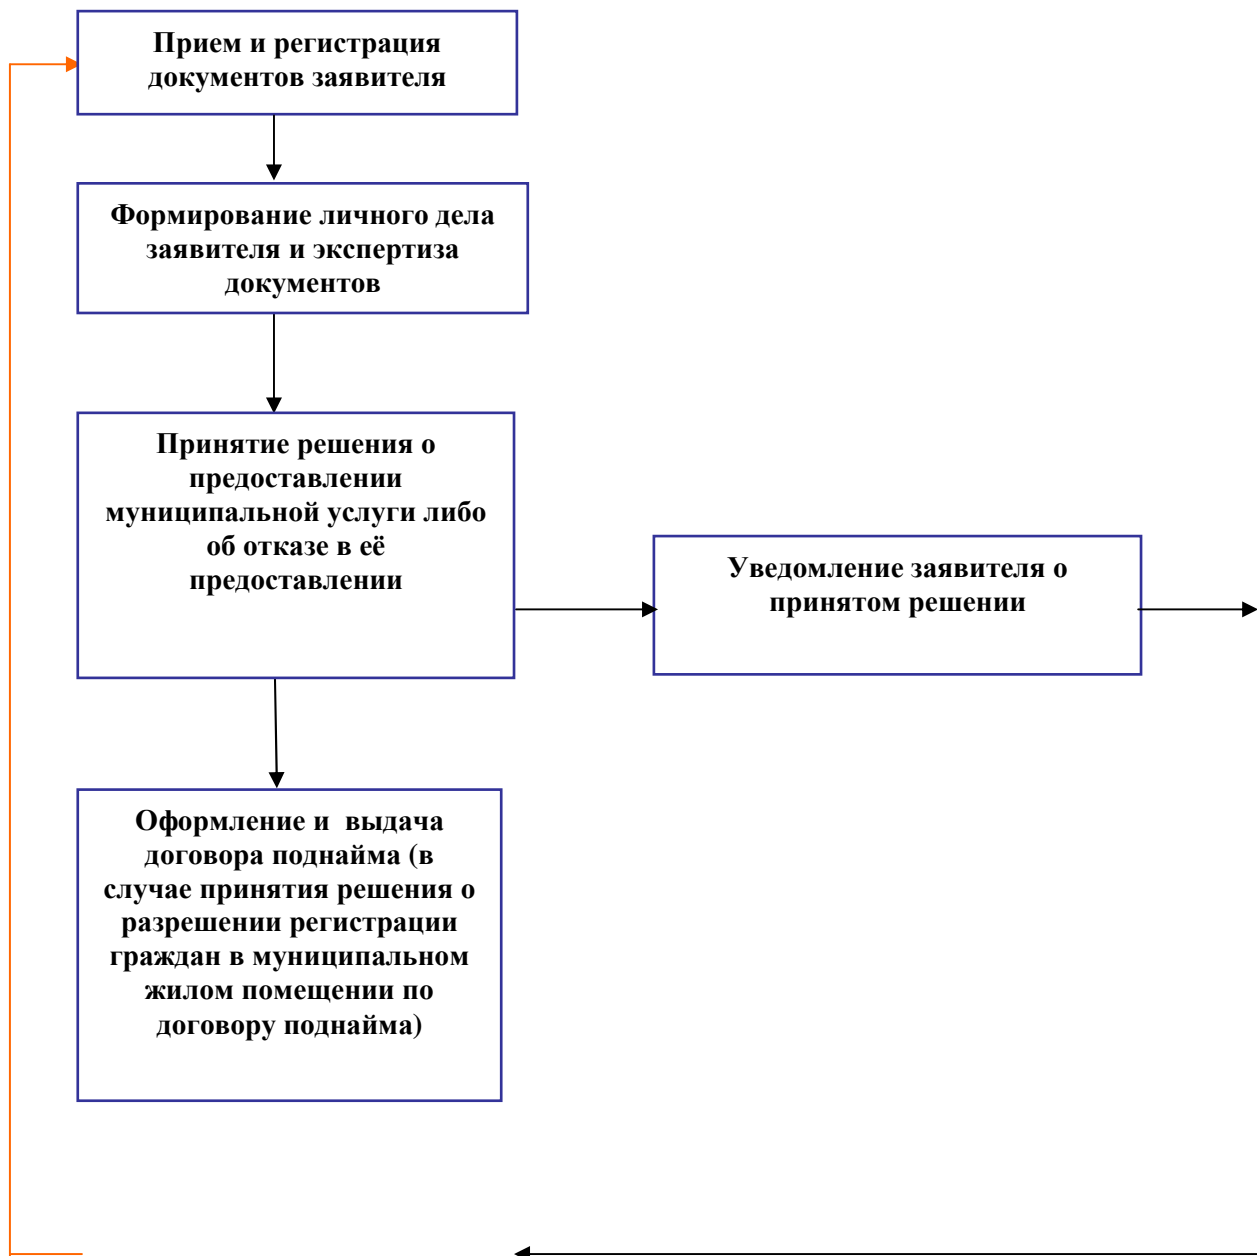 Прием и регистрация
документов заявителя
Формирование личного дела
заявителя и экспертиза
документов
Принятие решения о
предоставлении
муниципальной услуги либо
об отказе в её
предоставлении
Уведомление заявителя о
принятом решении
Оформление и выдача
договора поднайма (в
случае принятия решения о
разрешении регистрации
граждан в муниципальном
жилом помещении по
договору поднайма)